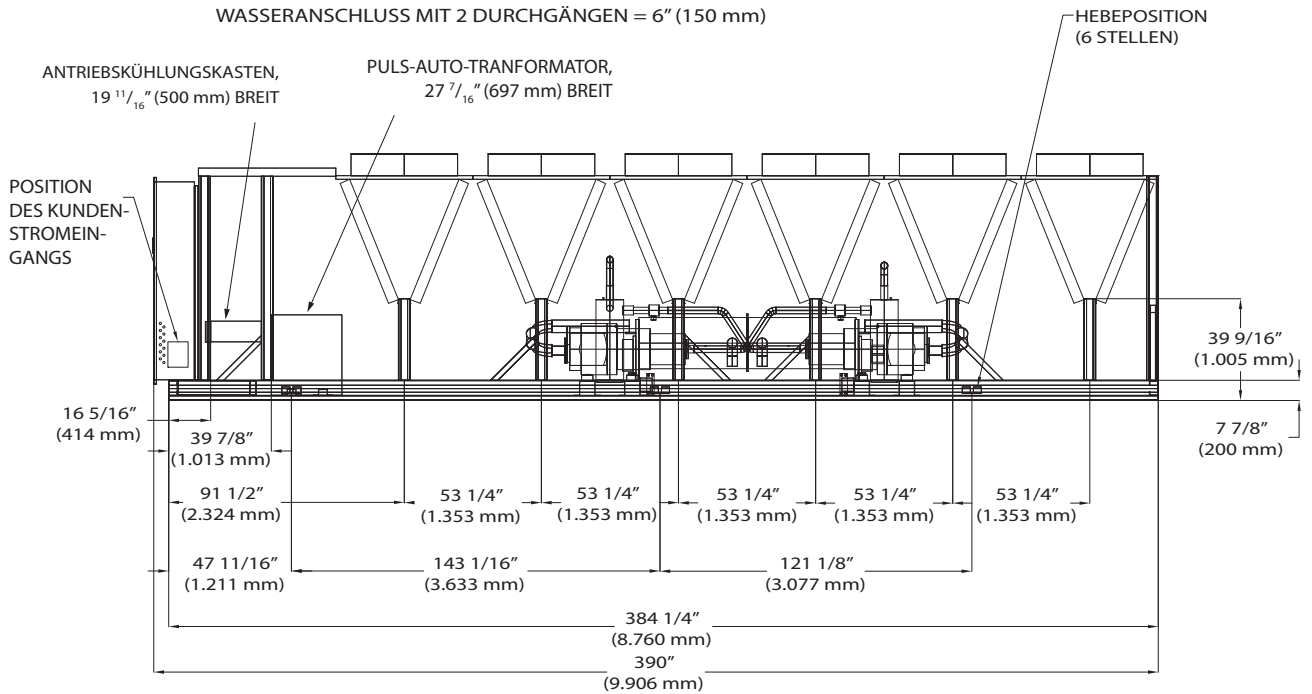 WASSERANSCHLUSS MIT 2 DURCHGÄNGEN = 6” (150 mm)
HEBEPOSITION
(6 STELLEN)
ANTRIEBSKÜHLUNGSKASTEN,
19 11/16” (500 mm) BREIT
PULS-AUTO-TRANFORMATOR,
27 7/16” (697 mm) BREIT
POSITION
DES KUNDEN-
STROMEIN-
GANGS
39 9/16”
(1.005 mm)
7 7/8”
(200 mm)
16 5/16”
(414 mm)
39 7/8”
(1.013 mm)
91 1/2”
(2.324 mm)
53 1/4”
(1.353 mm)
53 1/4”
(1.353 mm)
53 1/4”
(1.353 mm)
53 1/4”
(1.353 mm)
53 1/4”
(1.353 mm)
47 11/16”
(1.211 mm)
143 1/16”
(3.633 mm)
121 1/8”
(3.077 mm)
384 1/4”
(8.760 mm)
390”
(9.906 mm)